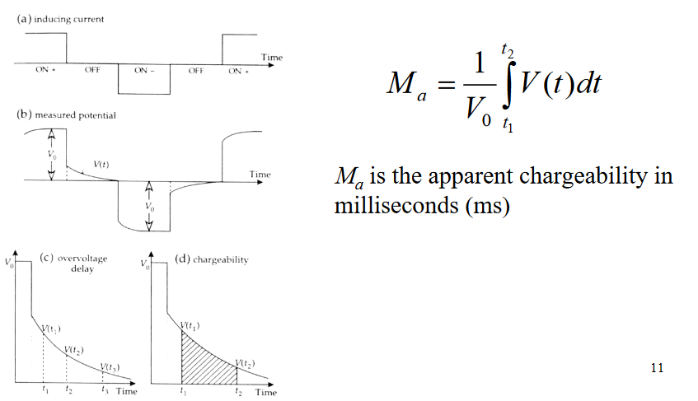 (a) inducing current
Time
ON + OFF ON – OFF ON +
(b) measured potential
V₀
V(t)
Time
V₀
(c) overvoltage
delay
V₀
V(t₁)
V(t₂)
V(t₃)
t₁ t₂ t₃ Time
(d) chargeability
V₀
V(t₁)
V(t₂)
t₁ t₂ Time
Mₐ = 1/V₀ ∫ₜ₁ᵗ₂ V(t)dt
Mₐ is the apparent chargeability in
milliseconds (ms)
11